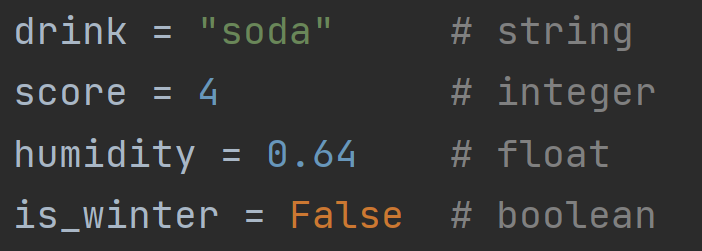 drink = "soda"     # string
score = 4          # integer
humidity = 0.64    # float
is_winter = False  # boolean